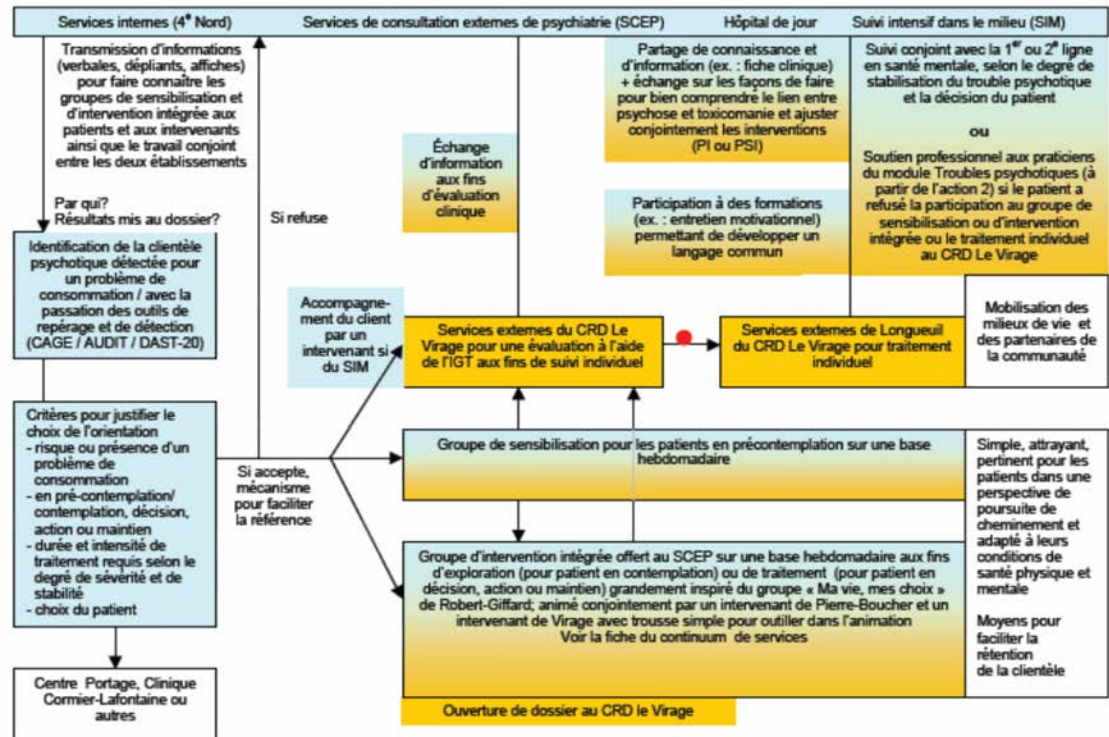 Services internes (4e Nord)
Services de consultation externes de psychiatrie (SCEP)
Hôpital de jour
Suivi intensif dans le milieu (SIM)
Transmission d'informations
(verbales, dépliants, affiches)
pour faire connaître les
groupes de sensibilisation et
d'intervention intégrée aux
patients et aux intervenants
ainsi que le travail conjoint
entre les deux établissements
Par qui?
Résultats mis au dossier?
Si refuse
Échange
d'information
aux fins
d'évaluation
clinique
Partage de connaissance et
d'information (ex. : fiche clinique)
+ échange sur les façons de faire
pour bien comprendre le lien entre
psychose et toxicomanie et ajuster
conjointement les interventions
(PI ou PSI)
Participation à des formations
(ex. : entretien motivationnel)
permettant de développer un
langage commun
Suivi conjoint avec la 1er ou 2e ligne
en santé mentale, selon le degré de
stabilisation du trouble psychotique
et la décision du patient
ou
Soutien professionnel aux praticiens
du module Troubles psychotiques (à
partir de l'action 2) si le patient a
refusé la participation au groupe de
sensibilisation ou d'intervention
intégrée ou le traitement individuel
au CRD Le Virage
Identification de la clientèle
psychotique détectée pour
un problème de
consommation / avec la
passation des outils de
repérage et de détection
(CAGE / AUDIT / DAST-20)
Accompagne-
ment du client
par un
intervenant si
du SIM
Services externes du CRD Le
Virage pour une évaluation à l'aide
de l'IGT aux fins de suivi individuel
Services externes de Longueuil
du CRD Le Virage pour traitement
individuel
Mobilisation des
milieux de vie et
des partenaires de
la communauté
Critères pour justifier le
choix de l'orientation
- risque ou présence d'un
problème de
consommation
- en pré-contemplation/
contemplation, décision,
action ou maintien
- durée et intensité de
traitement requis selon le
degré de sévérité et de
stabilité
- choix du patient
Si accepte,
mécanisme
pour faciliter
la référence
Groupe de sensibilisation pour les patients en précontemplation sur une base
hebdomadaire
Groupe d'intervention intégrée offert au SCEP sur une base hebdomadaire aux fins
d'exploration (pour patient en contemplation) ou de traitement (pour patient en
décision, action ou maintien) grandement inspiré du groupe « Ma vie, mes choix »
de Robert-Giffard; animé conjointement par un intervenant de Pierre-Boucher et un
intervenant de Virage avec trousse simple pour outiller dans l'animation
Voir la fiche du continuum de services
Simple, attrayant,
pertinent pour les
patients dans une
perspective de
poursuite de
cheminement et
adapté à leurs
conditions de
santé physique et
mentale
Moyens pour
faciliter la
rétention
de la clientèle
Centre Portage, Clinique
Cormier-Lafontaine ou
autres
Ouverture de dossier au CRD le Virage